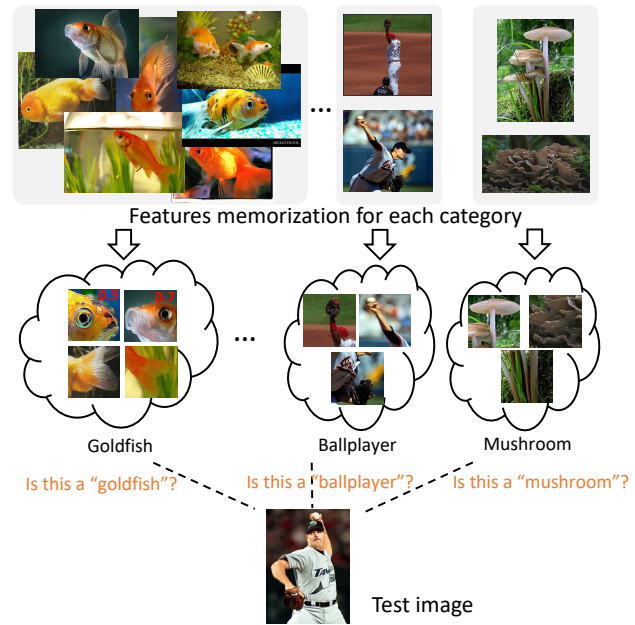 ...
Features memorization for each category
0.9
0.7
...
Goldfish
Ballplayer
Mushroom
Is this a “goldfish”?
Is this a “ballplayer”?
Is this a “mushroom”?
Test image